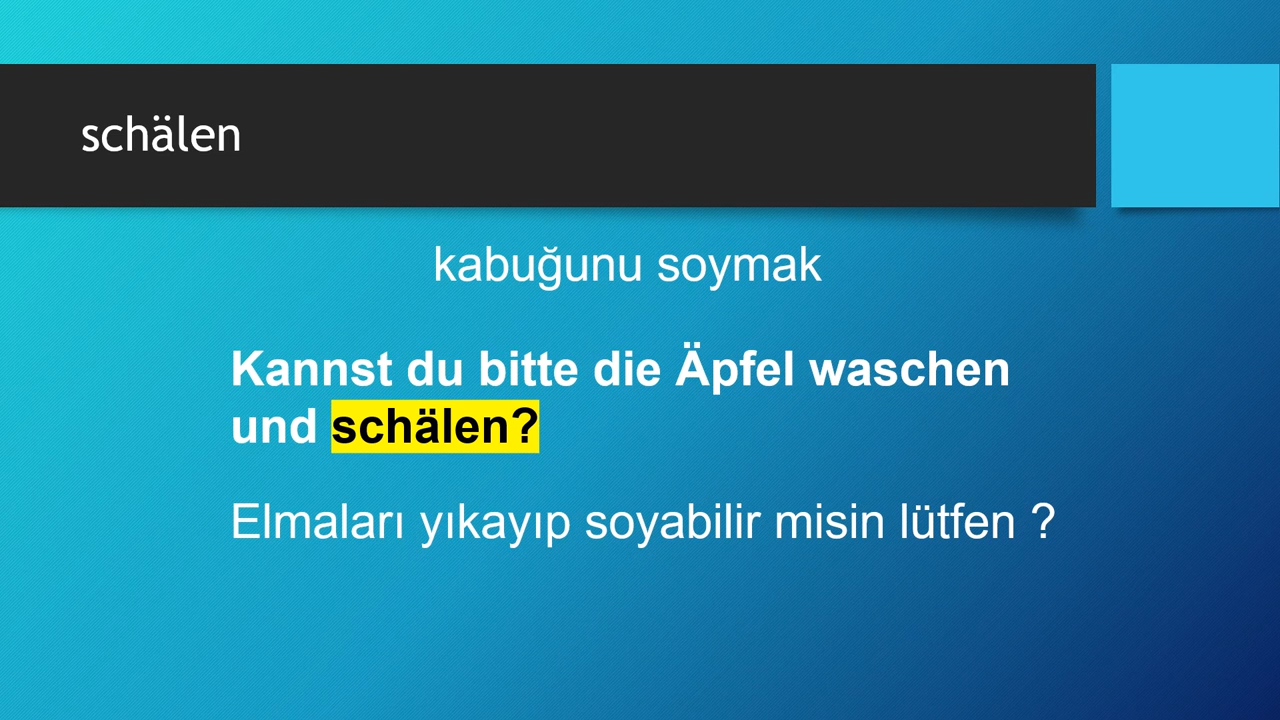 schälen
kabuğunu soymak
Kannst du bitte die Äpfel waschen
und schälen?
Elmaları yıkayıp soyabilir misin lütfen ?